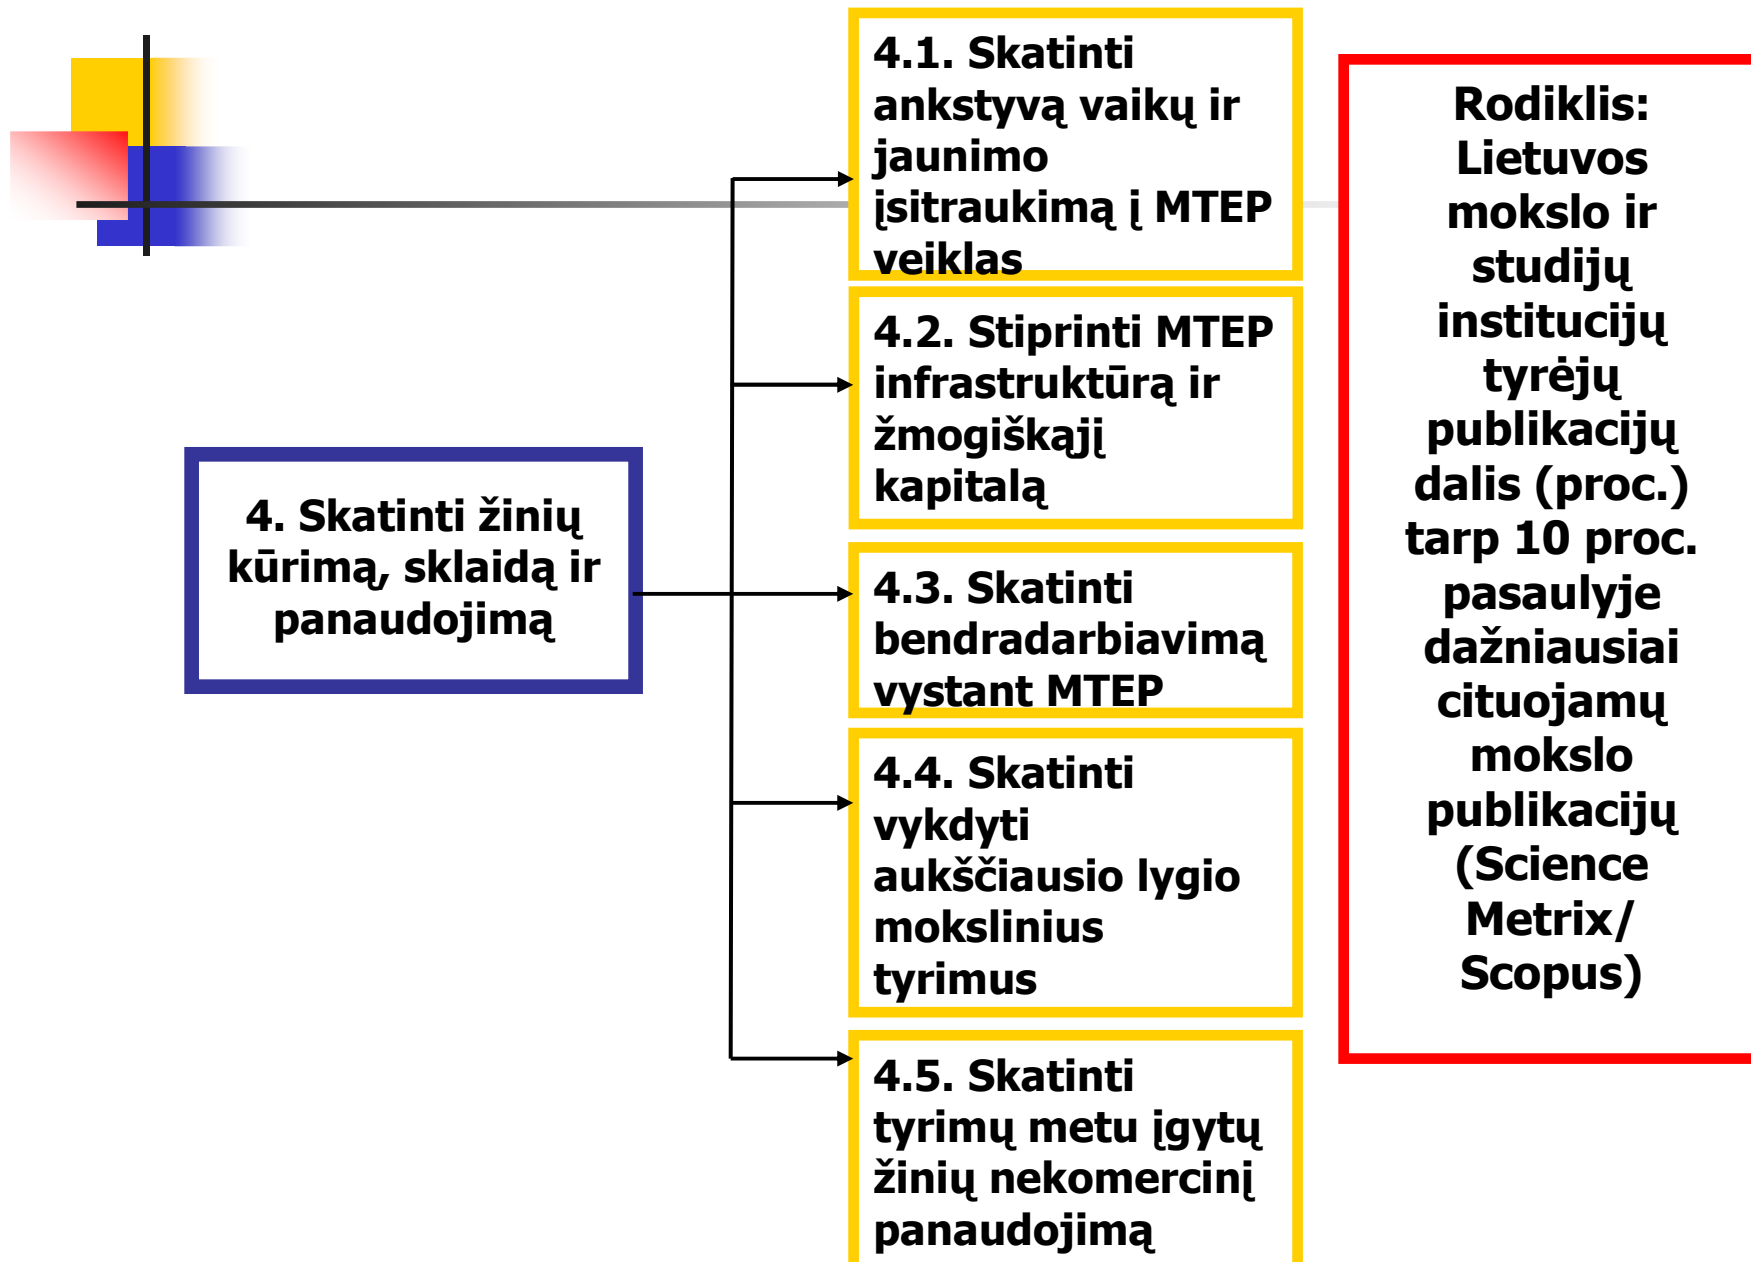 4. Skatinti žinių
kūrimą, sklaidą ir
panaudojimą
4.1. Skatinti
ankstyvą vaikų ir
jaunimo
įsitraukimą į MTEP
veiklas
4.2. Stiprinti MTEP
infrastruktūrą ir
žmogiškąjį
kapitalą
4.3. Skatinti
bendradarbiavimą
vystant MTEP
4.4. Skatinti
vykdyti
aukščiausio lygio
mokslinius
tyrimus
4.5. Skatinti
tyrimų metu įgytų
žinių nekomercinį
panaudojimą
Rodiklis:
Lietuvos
mokslo ir
studijų
institucijų
tyrėjų
publikacijų
dalis (proc.)
tarp 10 proc.
pasaulyje
dažniausiai
cituojamų
mokslo
publikacijų
(Science
Metrix/
Scopus)